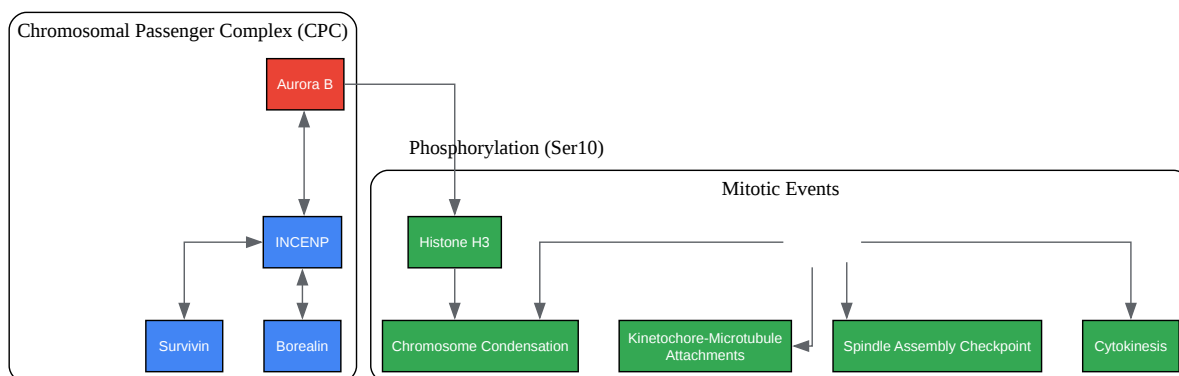 Chromosomal Passenger Complex (CPC)
Aurora B
Phosphorylation (Ser10)
Mitotic Events
INCENP
Histone H3
Survivin
Borealin
Chromosome Condensation
Kinetochore-Microtubule
Attachments
Spindle Assembly Checkpoint
Cytokinesis